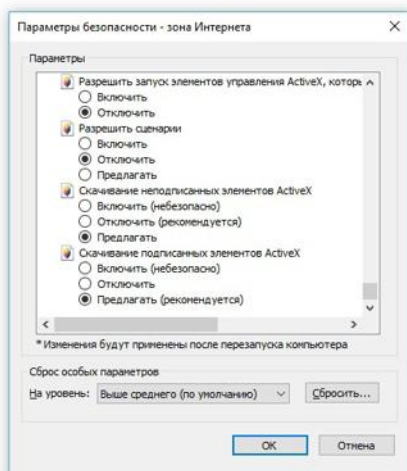 Параметры безопасности - зона Интернета
Параметры
Разрешить запуск элементов управления ActiveX, которь
Включить
Отключить
Разрешить сценарии
Включить
Отключить
Предлагать
Скачивание неподписанных элементов ActiveX
Включить (небезопасно)
Отключить (рекомендуется)
Предлагать
Скачивание подписанных элементов ActiveX
Включить (небезопасно)
Отключить
Предлагать (рекомендуется)
* Изменения будут применены после перезапуска компьютера
Сброс особых параметров
На уровень: Выше среднего (по умолчанию) Сбросить...
ОК Отмена